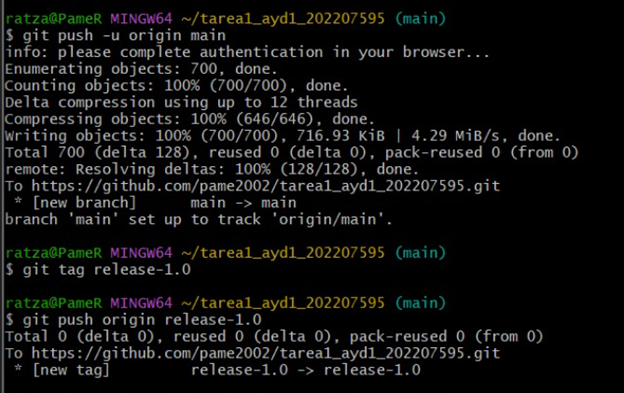 ratza@PameR MINGW64 ~/tarea1_ayd1_202207595 (main)
$ git push -u origin main
info: please complete authentication in your browser...
Enumerating objects: 700, done.
Counting objects: 100% (700/700), done.
Delta compression using up to 12 threads
Compressing objects: 100% (646/646), done.
Writing objects: 100% (700/700), 716.93 KiB | 4.29 MiB/s, done.
Total 700 (delta 128), reused 0 (delta 0), pack-reused 0 (from 0)
remote: Resolving deltas: 100% (128/128), done.
To https://github.com/pame2002/tarea1_ayd1_202207595.git
 * [new branch]      main -> main
branch 'main' set up to track 'origin/main'.
ratza@PameR MINGW64 ~/tarea1_ayd1_202207595 (main)
$ git tag release-1.0
ratza@PameR MINGW64 ~/tarea1_ayd1_202207595 (main)
$ git push origin release-1.0
Total 0 (delta 0), reused 0 (delta 0), pack-reused 0 (from 0)
To https://github.com/pame2002/tarea1_ayd1_202207595.git
 * [new tag]         release-1.0 -> release-1.0